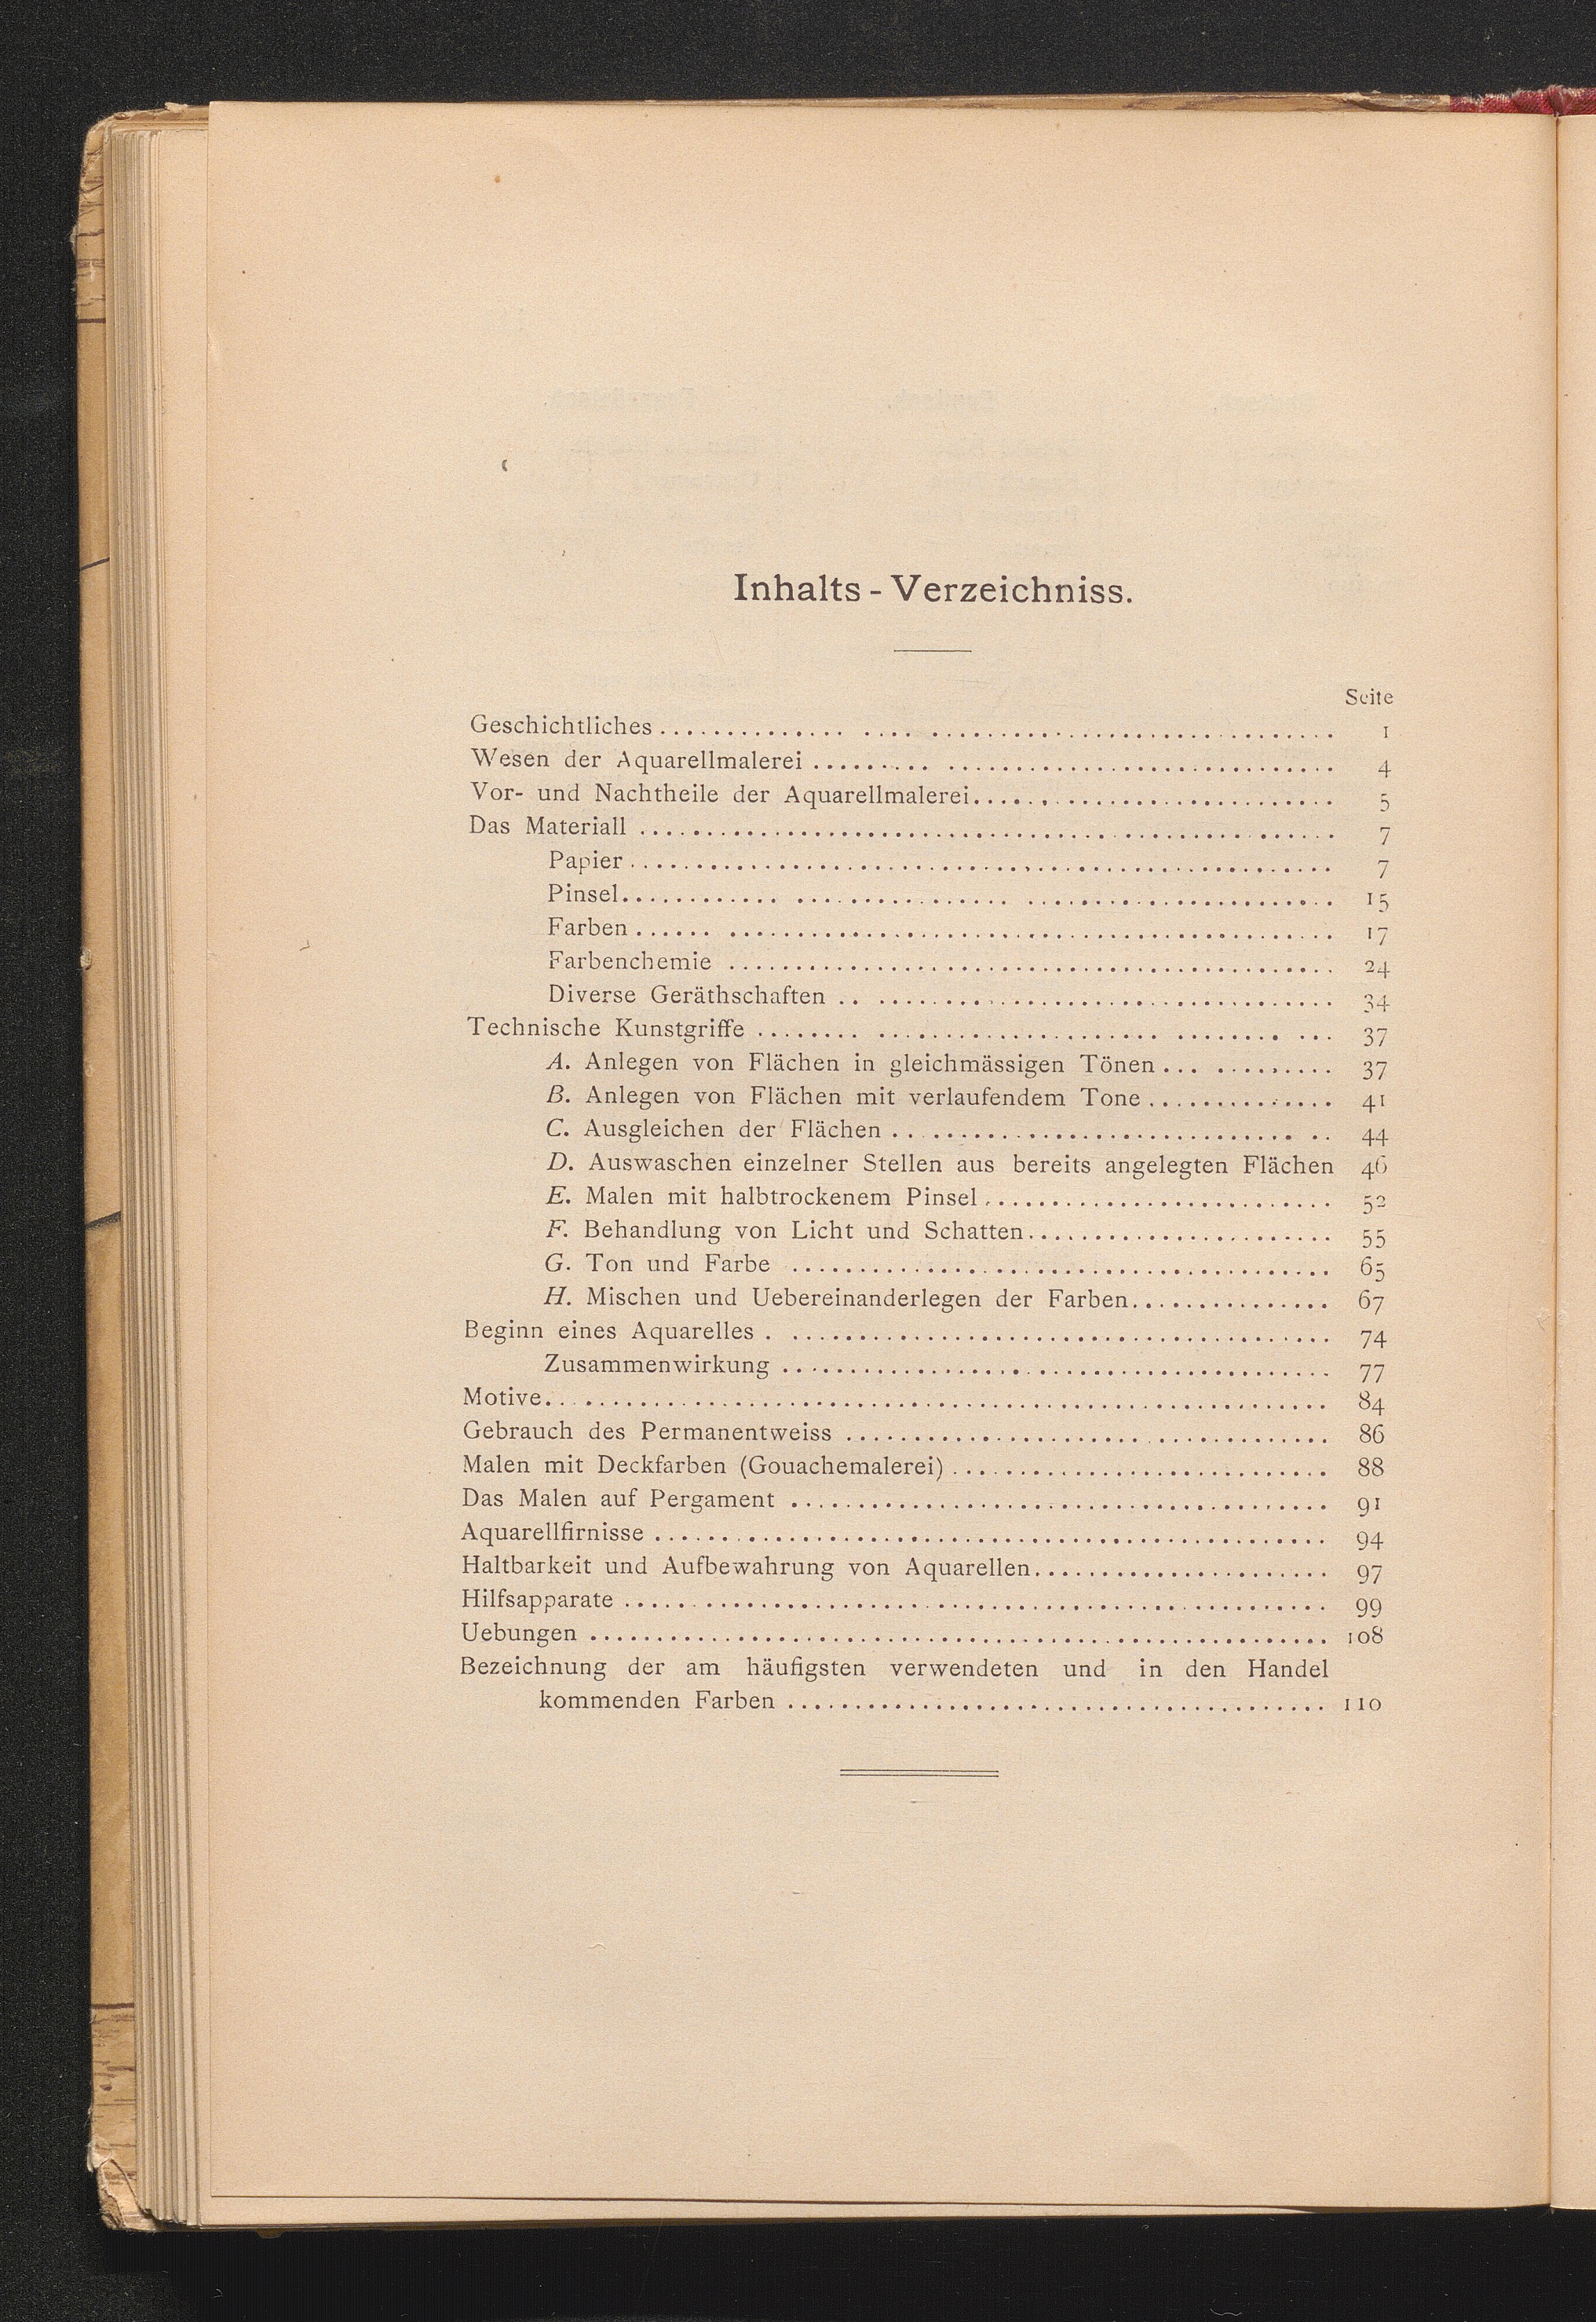 Inhalts-Verzeichniss.
Seite
Geschichtliches 1
Wesen der Aquarellmalerei 4
Vor- und Nachtheile der Aquarellmalerei 5
Das Materiall 7
Papier 7
Pinsel 15
Farben 17
Farbenchemie 24
Diverse Geräthschaften 34
Technische Kunstgriffe 37
A. Anlegen von Flächen in gleichmässigen Tönen 37
B. Anlegen von Flächen mit verlaufendem Tone 41
C. Ausgleichen der Flächen 44
D. Auswaschen einzelner Stellen aus bereits angelegten Flächen 46
E. Malen mit halbtrockenem Pinsel 52
F. Behandlung von Licht und Schatten 55
G. Ton und Farbe 65
H. Mischen und Uebereinanderlegen der Farben 67
Beginn eines Aquarelles 74
Zusammenwirkung 77
Motive 84
Gebrauch des Permanentweiss 86
Malen mit Deckfarben (Gouachemalerei) 88
Das Malen auf Pergament 91
Aquarellfirnisse 94
Haltbarkeit und Aufbewahrung von Aquarellen 97
Hilfsapparate 99
Uebungen 108
Bezeichnung der am häufigsten verwendeten und in den Handel
kommenden Farben 110